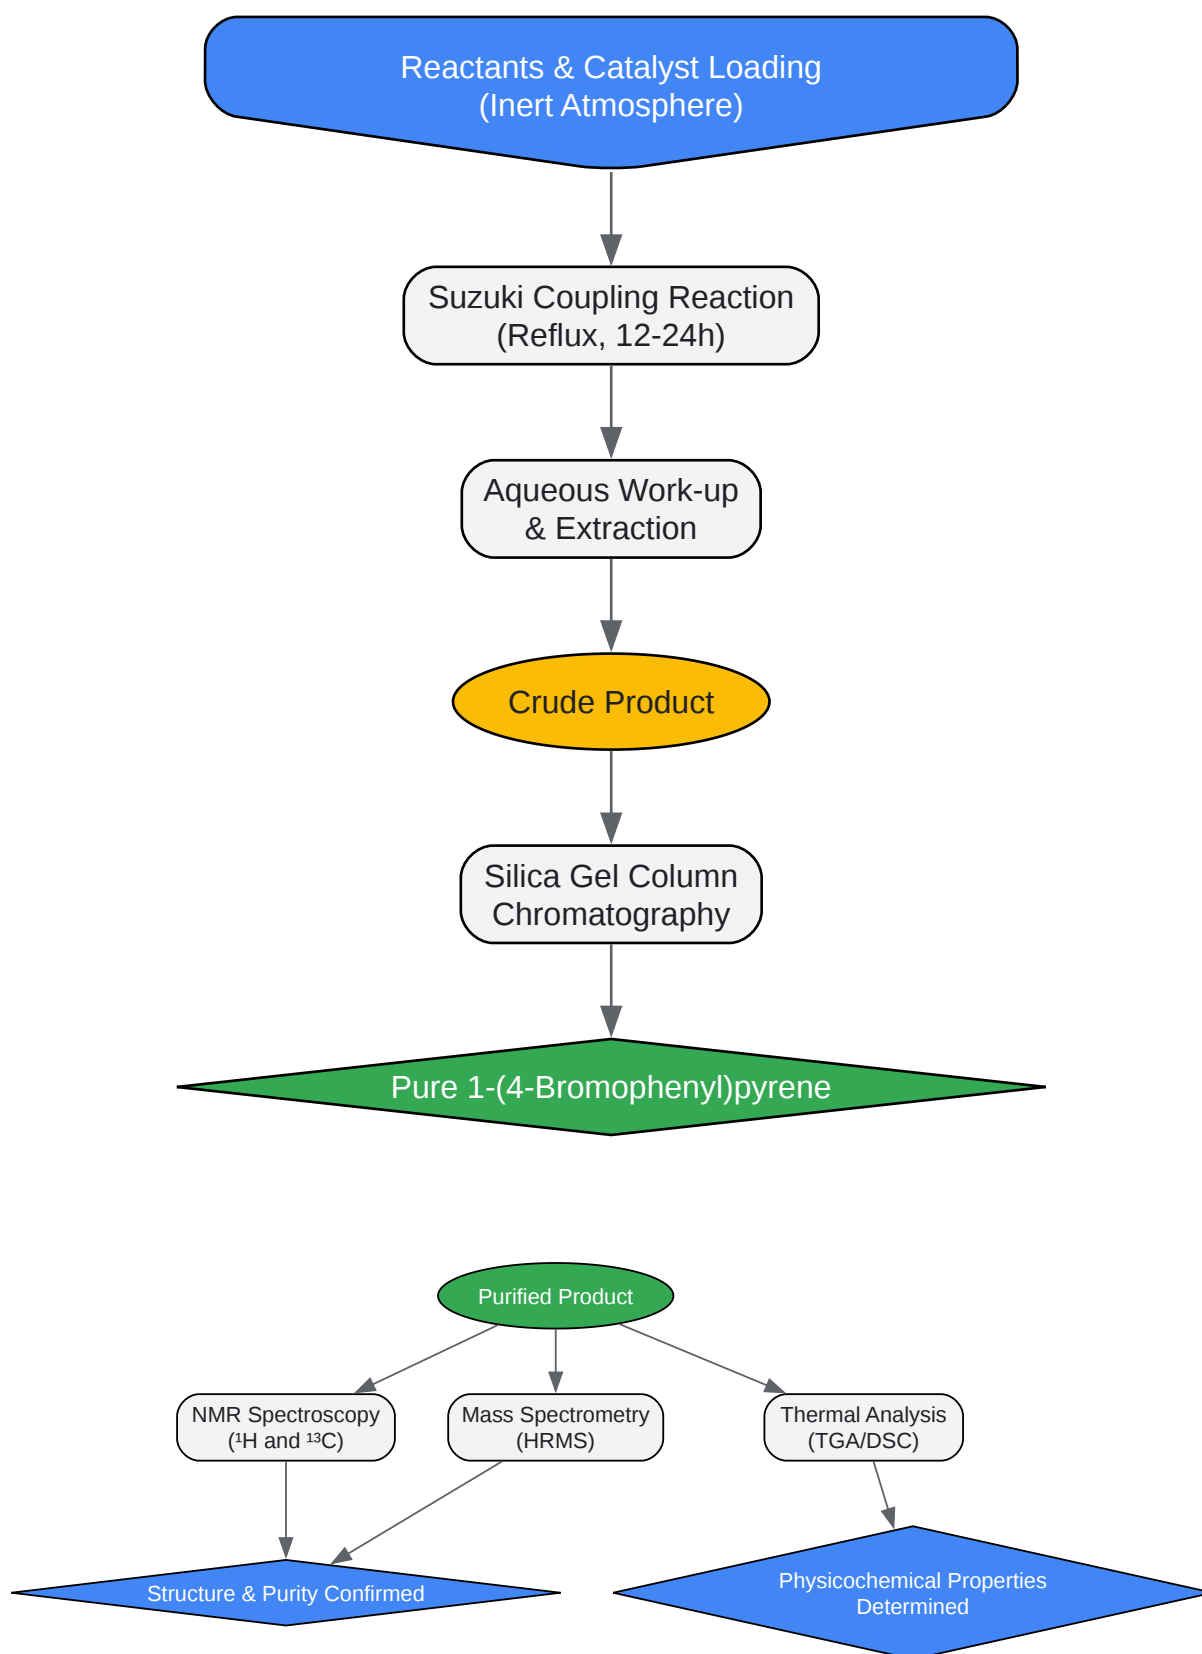 Reactants & Catalyst Loading
(Inert Atmosphere)
Suzuki Coupling Reaction
(Reflux, 12-24h)
Aqueous Work-up
& Extraction
Crude Product
Silica Gel Column
Chromatography
Pure 1-(4-Bromophenyl)pyrene
Purified Product
NMR Spectroscopy
(¹H and ¹³C)
Mass Spectrometry
(HRMS)
Thermal Analysis
(TGA/DSC)
Structure & Purity Confirmed
Physicochemical Properties
Determined